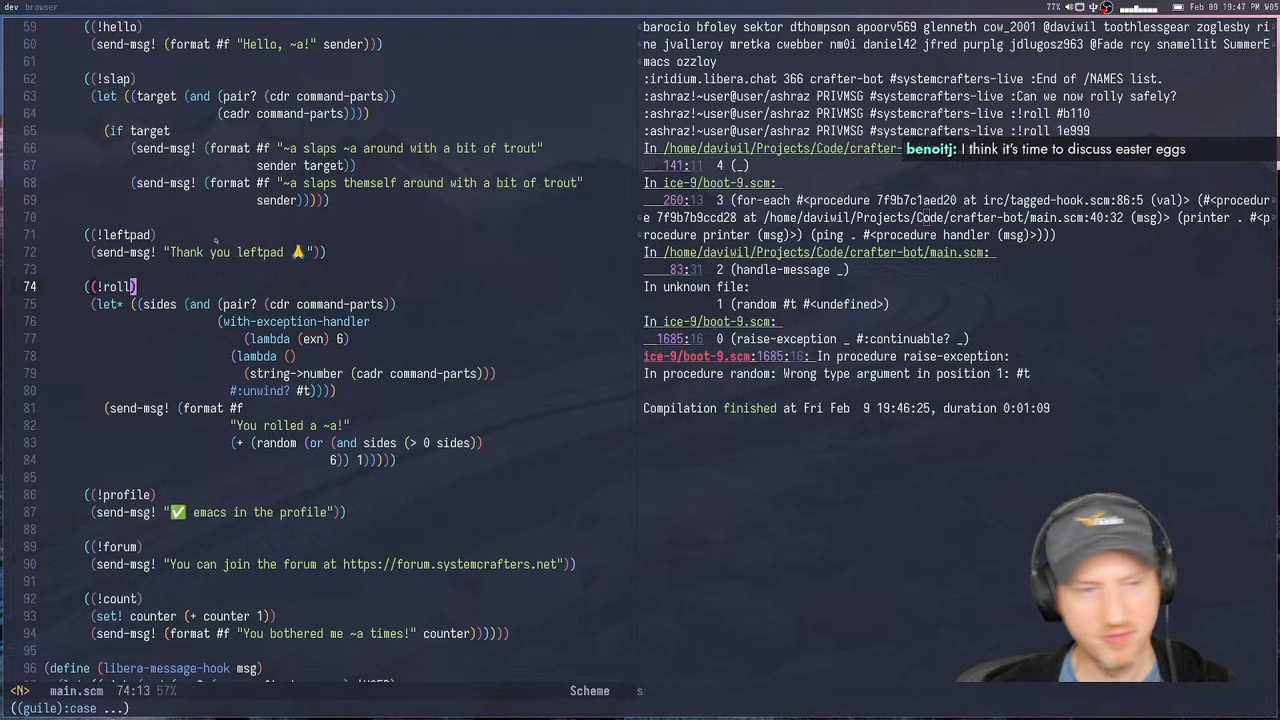 dev browser
77% Feb 09 19:47 W05
59 ((!hello)
60 (send-msg! (format #f "Hello, ~a!" sender)))
61
62 ((!slap)
63 (let ((target (and (pair? (cdr command-parts))
64 (cadr command-parts))))
65 (if target
66 (send-msg! (format #f "~a slaps ~a around with a bit of trout"
67 sender target))
68 (send-msg! (format #f "~a slaps themself around with a bit of trout"
69 sender)))))
70
71 ((!leftpad)
72 (send-msg! "Thank you leftpad 🙏"))
73
74 ((!roll)
75 (let* ((sides (and (pair? (cdr command-parts))
76 (with-exception-handler
77 (lambda (exn) 6)
78 (lambda ()
79 (string->number (cadr command-parts)))
80 #:unwind? #t))))
81 (send-msg! (format #f
82 "You rolled a ~a!"
83 (+ (random (or (and sides (> 0 sides))
84 6)) 1)))))
85
86 ((!profile)
87 (send-msg! "✅ emacs in the profile"))
88
89 ((!forum)
90 (send-msg! "You can join the forum at https://forum.systemcrafters.net"))
91
92 ((!count)
93 (set! counter (+ counter 1))
94 (send-msg! (format #f "You bothered me ~a times!" counter))))))
95
96 (define (libera-message-hook msg)
<N> main.scm 74:13 57% Scheme
((guile):case ...)
barocio bfoley sektor dthompson apoorv569 glenneth cow_2001 @daviwil toothlessgear zoglesby ri
ne jvalleroy mretka cwebber nm0i daniel42 jfred purplg jdlugosz963 @Fade rcy snamellit SummerE
macs ozzloy
:iridium.libera.chat 366 crafter-bot #systemcrafters-live :End of /NAMES list.
:ashraz!~user@user/ashraz PRIVMSG #systemcrafters-live :Can we now rolly safely?
:ashraz!~user@user/ashraz PRIVMSG #systemcrafters-live :!roll #b110
:ashraz!~user@user/ashraz PRIVMSG #systemcrafters-live :!roll 1e999
In /home/daviwil/Projects/Code/crafter-
benoitj: I think it's time to discuss easter eggs
141:11 4 (_)
In ice-9/boot-9.scm:
260:13 3 (for-each #<procedure 7f9b7c1aed20 at irc/tagged-hook.scm:86:5 (val)> (#<procedur
e 7f9b7b9ccd28 at /home/daviwil/Projects/Code/crafter-bot/main.scm:40:32 (msg)> (printer . #<p
rocedure printer (msg)>) (ping . #<procedure handler (msg)>)))
In /home/daviwil/Projects/Code/crafter-bot/main.scm:
83:31 2 (handle-message _)
In unknown file:
1 (random #t #<undefined>)
In ice-9/boot-9.scm:
1685:16 0 (raise-exception _ #:continuable? _)
ice-9/boot-9.scm:1685:16: In procedure raise-exception:
In procedure random: Wrong type argument in position 1: #t
Compilation finished at Fri Feb 9 19:46:25, duration 0:01:09
s